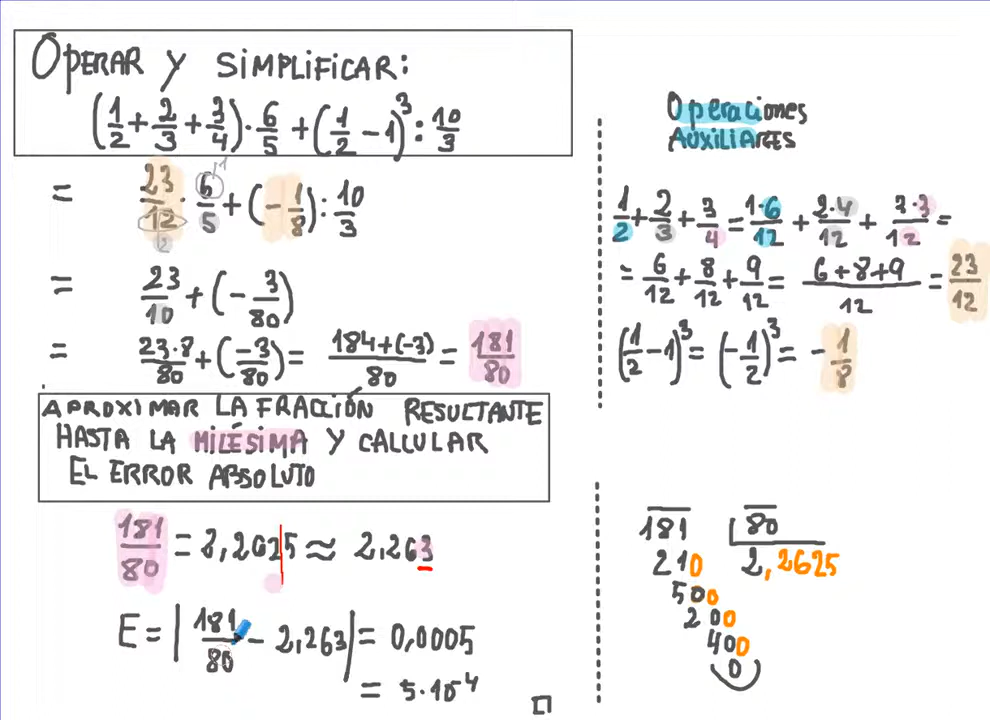 OPERAR Y SIMPLIFICAR:
(1/2 + 2/3 + 3/4) · 6/5 + (1/2 − 1)³ : 10/3
= 23/12 · 6/5 + (−1/8) : 10/3
1
2
= 23/10 + (−3/80)
= 23·8/80 + (−3/80) = 184+(−3)/80 = 181/80
APROXIMAR LA FRACCIÓN RESULTANTE
HASTA LA MILÉSIMA Y CALCULAR
EL ERROR ABSOLUTO
181/80 = 2,2625 ≈ 2,263
E = | 181/80 − 2,263 | = 0,0005
= 5·10⁻⁴
Operaciones
AUXILIARES
1/2 + 2/3 + 3/4 = 1·6/12 + 2·4/12 + 3·3/12 =
= 6/12 + 8/12 + 9/12 = 6+8+9/12 = 23/12
(1/2 − 1)³ = (−1/2)³ = −1/8
181 80
210 2,2625
500
200
400
0